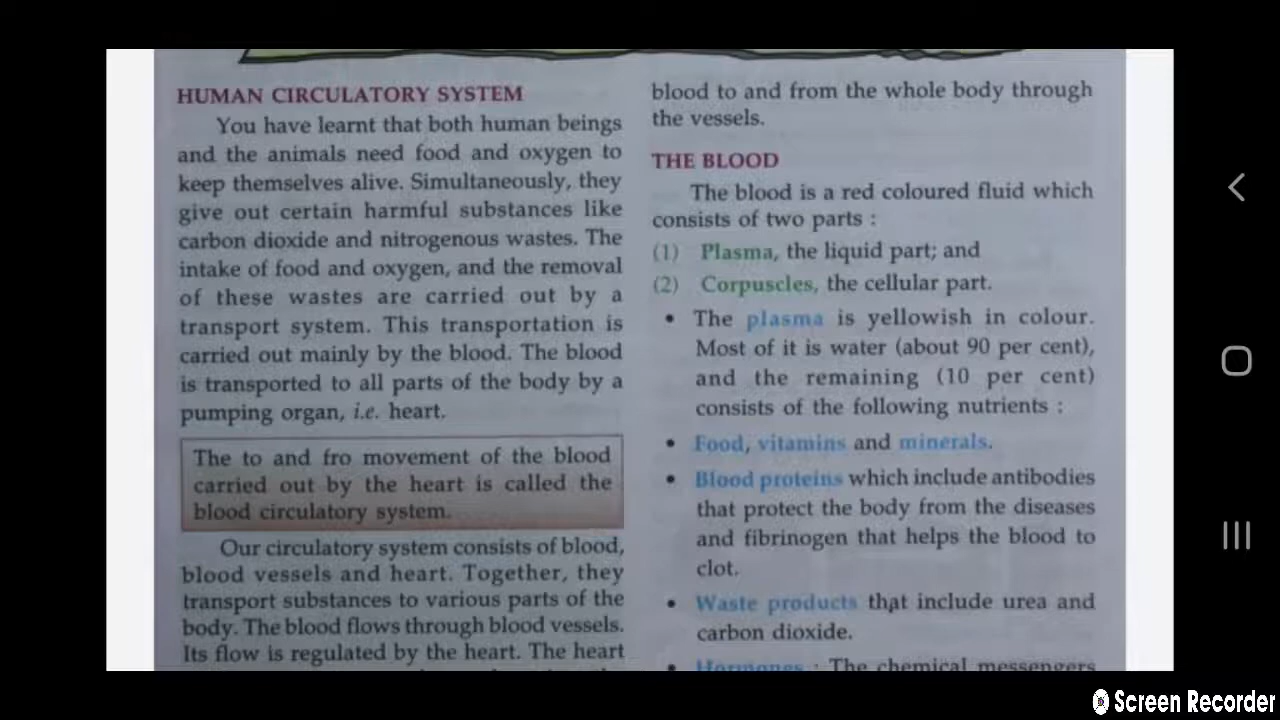 HUMAN CIRCULATORY SYSTEM
You have learnt that both human beings
and the animals need food and oxygen to
keep themselves alive. Simultaneously, they
give out certain harmful substances like
carbon dioxide and nitrogenous wastes. The
intake of food and oxygen, and the removal
of these wastes are carried out by a
transport system. This transportation is
carried out mainly by the blood. The blood
is transported to all parts of the body by a
pumping organ, i.e. heart.
The to and fro movement of the blood
carried out by the heart is called the
blood circulatory system.
Our circulatory system consists of blood,
blood vessels and heart. Together, they
transport substances to various parts of the
body. The blood flows through blood vessels.
Its flow is regulated by the heart. The heart
blood to and from the whole body through
the vessels.
THE BLOOD
The blood is a red coloured fluid which
consists of two parts :
(1) Plasma, the liquid part; and
(2) Corpuscles, the cellular part.
• The plasma is yellowish in colour.
Most of it is water (about 90 per cent),
and the remaining (10 per cent)
consists of the following nutrients :
• Food, vitamins and minerals.
• Blood proteins which include antibodies
that protect the body from the diseases
and fibrinogen that helps the blood to
clot.
• Waste products that include urea and
carbon dioxide.
• Hormones : The chemical messengers
Screen Recorder